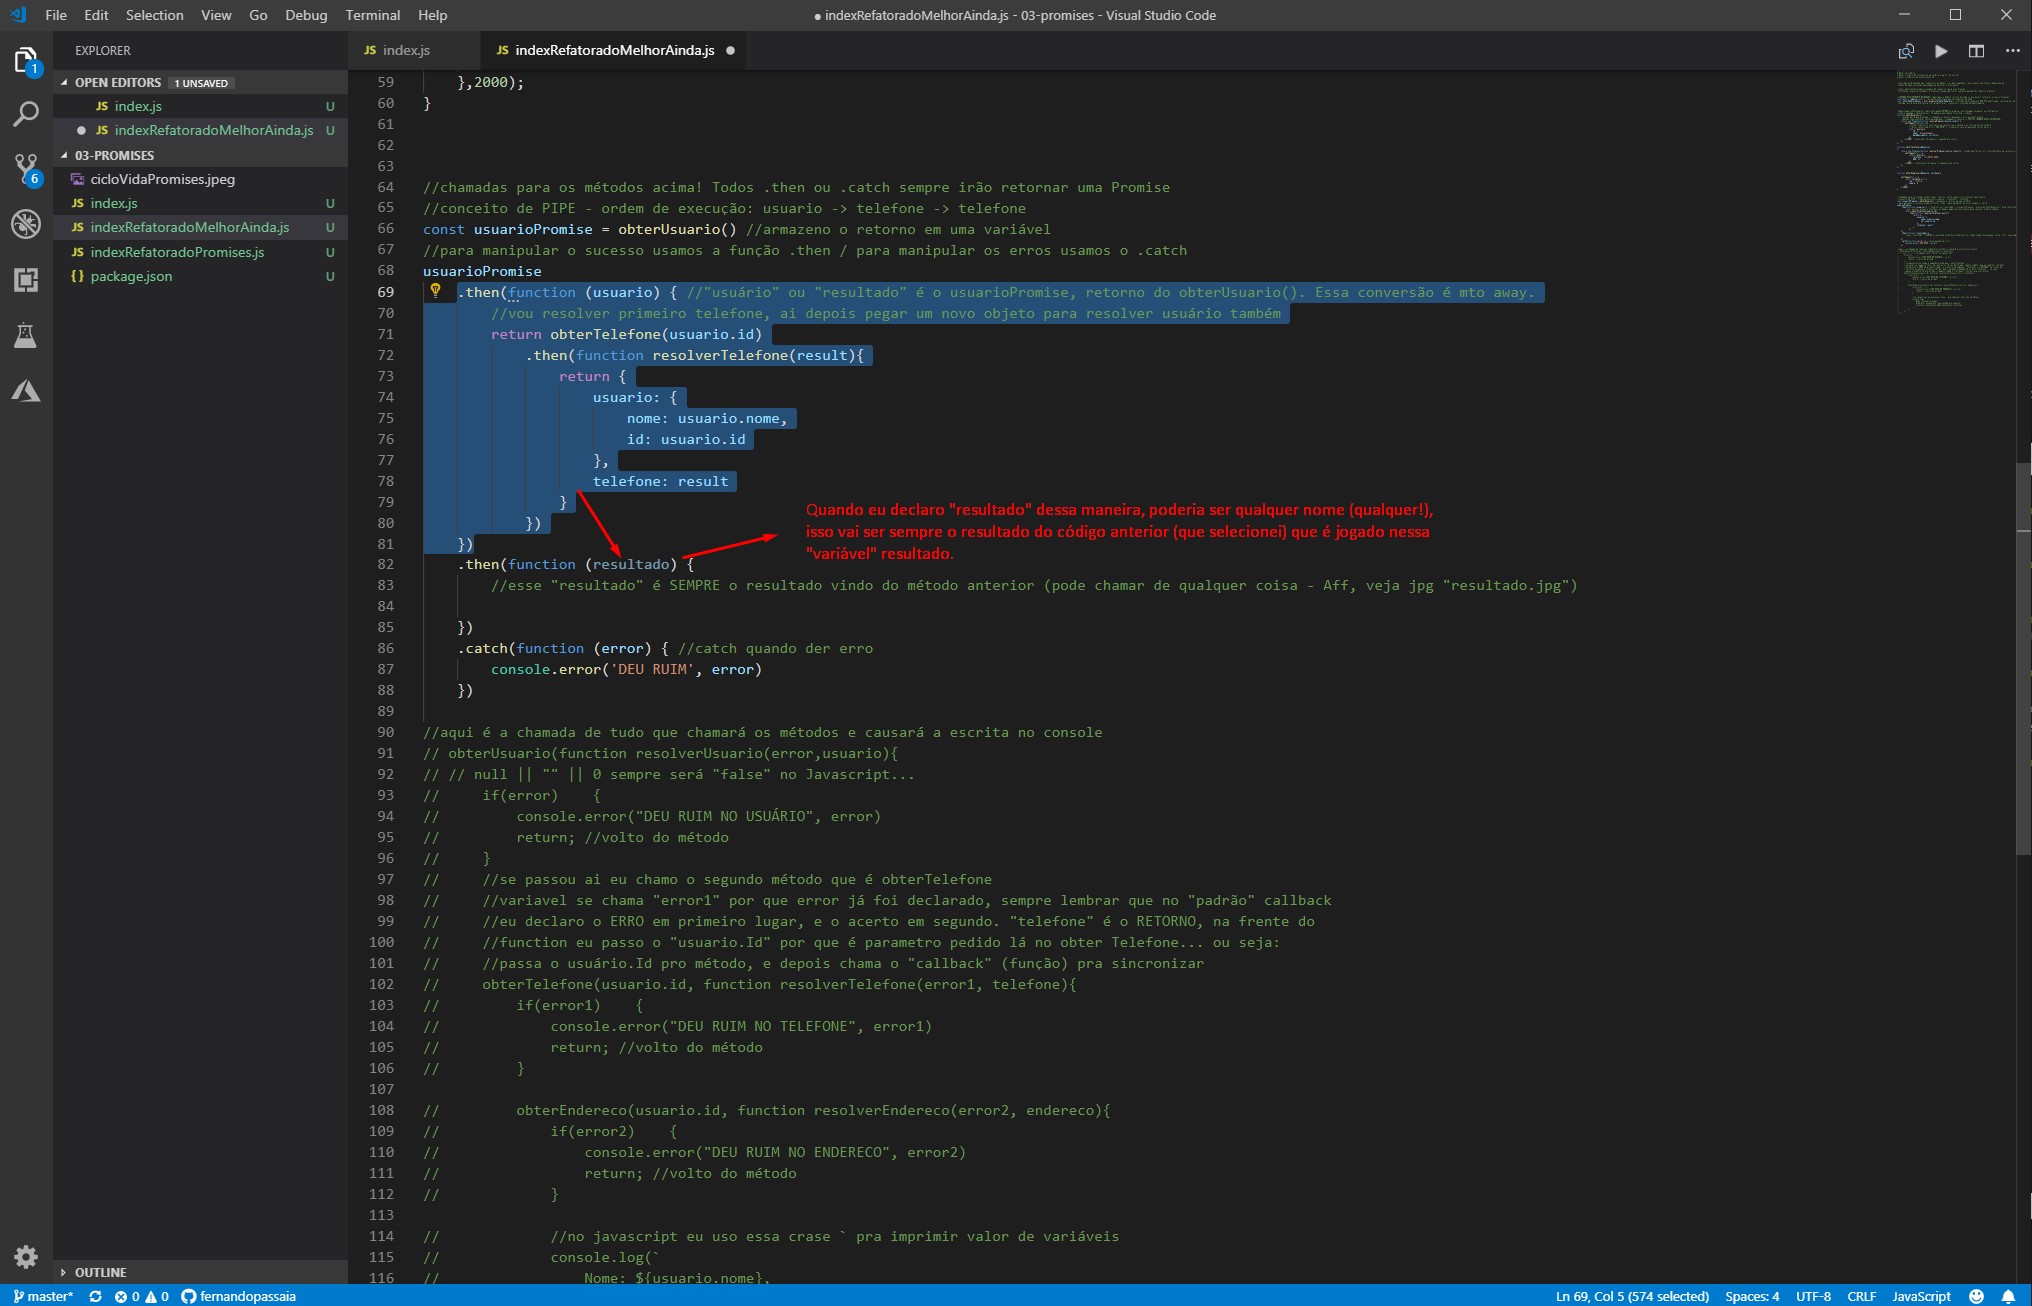 File Edit Selection View Go Debug Terminal Help
● indexRefatoradoMelhorAinda.js - 03-promises - Visual Studio Code
EXPLORER
OPEN EDITORS 1 UNSAVED
JS index.js U
● JS indexRefatoradoMelhorAinda.js U
03-PROMISES
cicloVidaPromises.jpeg
JS index.js U
JS indexRefatoradoMelhorAinda.js U
JS indexRefatoradoPromises.js U
{} package.json U
OUTLINE
1
6
JS index.js
JS indexRefatoradoMelhorAinda.js ●
59 },2000);
60 }
61
62
63
64 //chamadas para os métodos acima! Todos .then ou .catch sempre irão retornar uma Promise
65 //conceito de PIPE - ordem de execução: usuario -> telefone -> telefone
66 const usuarioPromise = obterUsuario() //armazeno o retorno em uma variável
67 //para manipular o sucesso usamos a função .then / para manipular os erros usamos o .catch
68 usuarioPromise
69 .then(function (usuario) { //"usuário" ou "resultado" é o usuarioPromise, retorno do obterUsuario(). Essa conversão é mto away.
70 //vou resolver primeiro telefone, ai depois pegar um novo objeto para resolver usuário também
71 return obterTelefone(usuario.id)
72 .then(function resolverTelefone(result){
73 return {
74 usuario: {
75 nome: usuario.nome,
76 id: usuario.id
77 },
78 telefone: result
79 }
80 })
81 })
Quando eu declaro "resultado" dessa maneira, poderia ser qualquer nome (qualquer!),
isso vai ser sempre o resultado do código anterior (que selecionei) que é jogado nessa
"variável" resultado.
82 .then(function (resultado) {
83 //esse "resultado" é SEMPRE o resultado vindo do método anterior (pode chamar de qualquer coisa - Aff, veja jpg "resultado.jpg")
84
85 })
86 .catch(function (error) { //catch quando der erro
87 console.error('DEU RUIM', error)
88 })
89
90 //aqui é a chamada de tudo que chamará os métodos e causará a escrita no console
91 // obterUsuario(function resolverUsuario(error,usuario){
92 // // null || "" || 0 sempre será "false" no Javascript...
93 // if(error) {
94 // console.error("DEU RUIM NO USUÁRIO", error)
95 // return; //volto do método
96 // }
97 // //se passou ai eu chamo o segundo método que é obterTelefone
98 // //variavel se chama "error1" por que error já foi declarado, sempre lembrar que no "padrão" callback
99 // //eu declaro o ERRO em primeiro lugar, e o acerto em segundo. "telefone" é o RETORNO, na frente do
100 // //function eu passo o "usuario.Id" por que é parametro pedido lá no obter Telefone... ou seja:
101 // //passa o usuário.Id pro método, e depois chama o "callback" (função) pra sincronizar
102 // obterTelefone(usuario.id, function resolverTelefone(error1, telefone){
103 // if(error1) {
104 // console.error("DEU RUIM NO TELEFONE", error1)
105 // return; //volto do método
106 // }
107
108 // obterEndereco(usuario.id, function resolverEndereco(error2, endereco){
109 // if(error2) {
110 // console.error("DEU RUIM NO ENDERECO", error2)
111 // return; //volto do método
112 // }
113
114 // //no javascript eu uso essa crase ` pra imprimir valor de variáveis
115 // console.log(`
116 // Nome: ${usuario.nome},
master* 0 0 fernandopassaia
Ln 69, Col 5 (574 selected) Spaces: 4 UTF-8 CRLF JavaScript